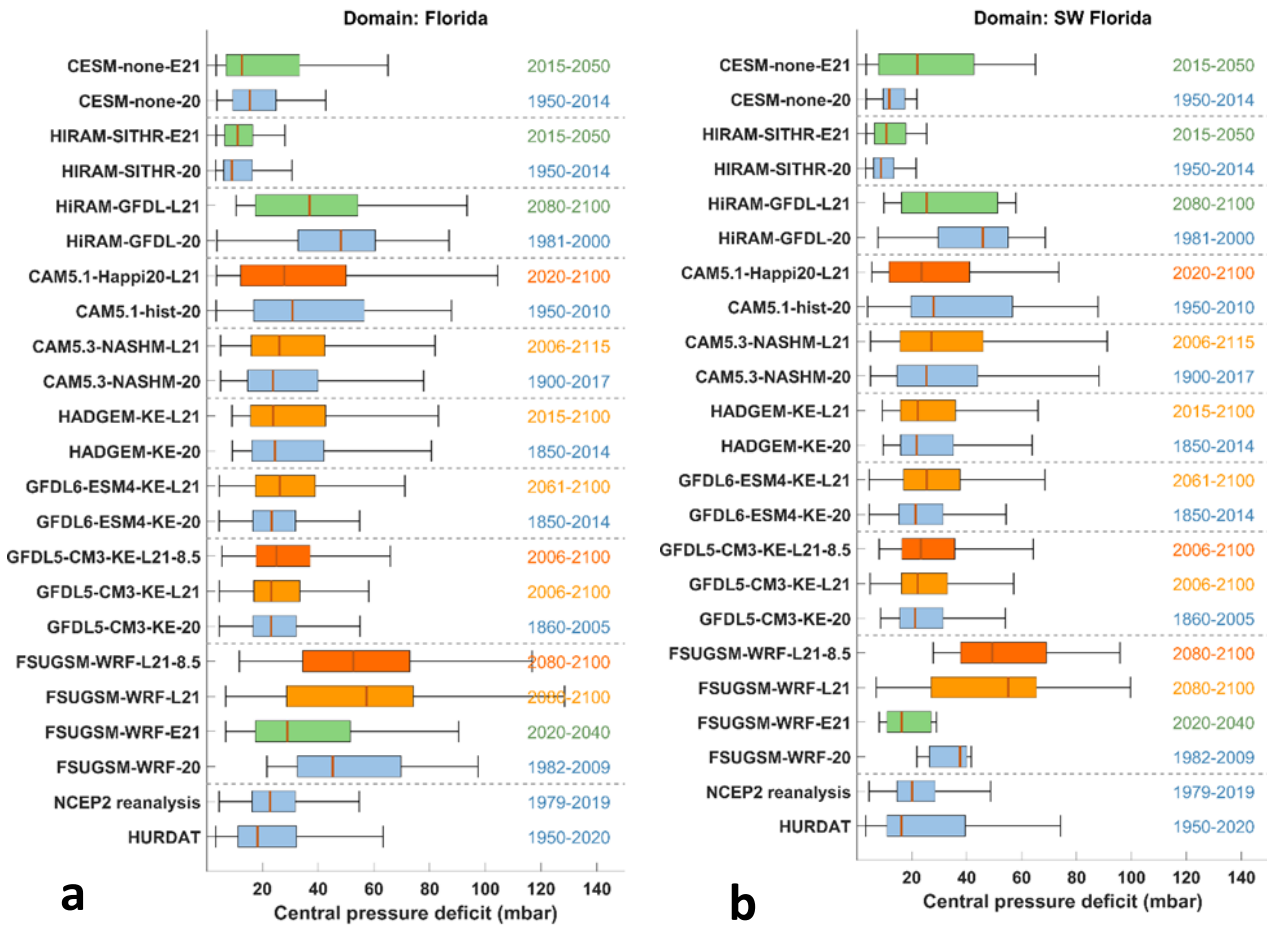 Domain: Florida
CESM-none-E21 2015-2050
CESM-none-20 1950-2014
HIRAM-SITHR-E21 2015-2050
HIRAM-SITHR-20 1950-2014
HiRAM-GFDL-L21 2080-2100
HiRAM-GFDL-20 1981-2000
CAM5.1-Happi20-L21 2020-2100
CAM5.1-hist-20 1950-2010
CAM5.3-NASHM-L21 2006-2115
CAM5.3-NASHM-20 1900-2017
HADGEM-KE-L21 2015-2100
HADGEM-KE-20 1850-2014
GFDL6-ESM4-KE-L21 2061-2100
GFDL6-ESM4-KE-20 1850-2014
GFDL5-CM3-KE-L21-8.5 2006-2100
GFDL5-CM3-KE-L21 2006-2100
GFDL5-CM3-KE-20 1860-2005
FSUGSM-WRF-L21-8.5 2080-2100
FSUGSM-WRF-L21
FSUGSM-WRF-E21 2020-2040
FSUGSM-WRF-20 1982-2009
NCEP2 reanalysis 1979-2019
HURDAT 1950-2020
20 40 60 80 100 120 140
Central pressure deficit (mbar)
a
Domain: SW Florida
CESM-none-E21 2015-2050
CESM-none-20 1950-2014
HIRAM-SITHR-E21 2015-2050
HIRAM-SITHR-20 1950-2014
HiRAM-GFDL-L21 2080-2100
HiRAM-GFDL-20 1981-2000
CAM5.1-Happi20-L21 2020-2100
CAM5.1-hist-20 1950-2010
CAM5.3-NASHM-L21 2006-2115
CAM5.3-NASHM-20 1900-2017
HADGEM-KE-L21 2015-2100
HADGEM-KE-20 1850-2014
GFDL6-ESM4-KE-L21 2061-2100
GFDL6-ESM4-KE-20 1850-2014
GFDL5-CM3-KE-L21-8.5 2006-2100
GFDL5-CM3-KE-L21 2006-2100
GFDL5-CM3-KE-20 1860-2005
FSUGSM-WRF-L21-8.5 2080-2100
FSUGSM-WRF-L21 2080-2100
FSUGSM-WRF-E21 2020-2040
FSUGSM-WRF-20 1982-2009
NCEP2 reanalysis 1979-2019
HURDAT 1950-2020
20 40 60 80 100 120 140
Central pressure deficit (mbar)
b